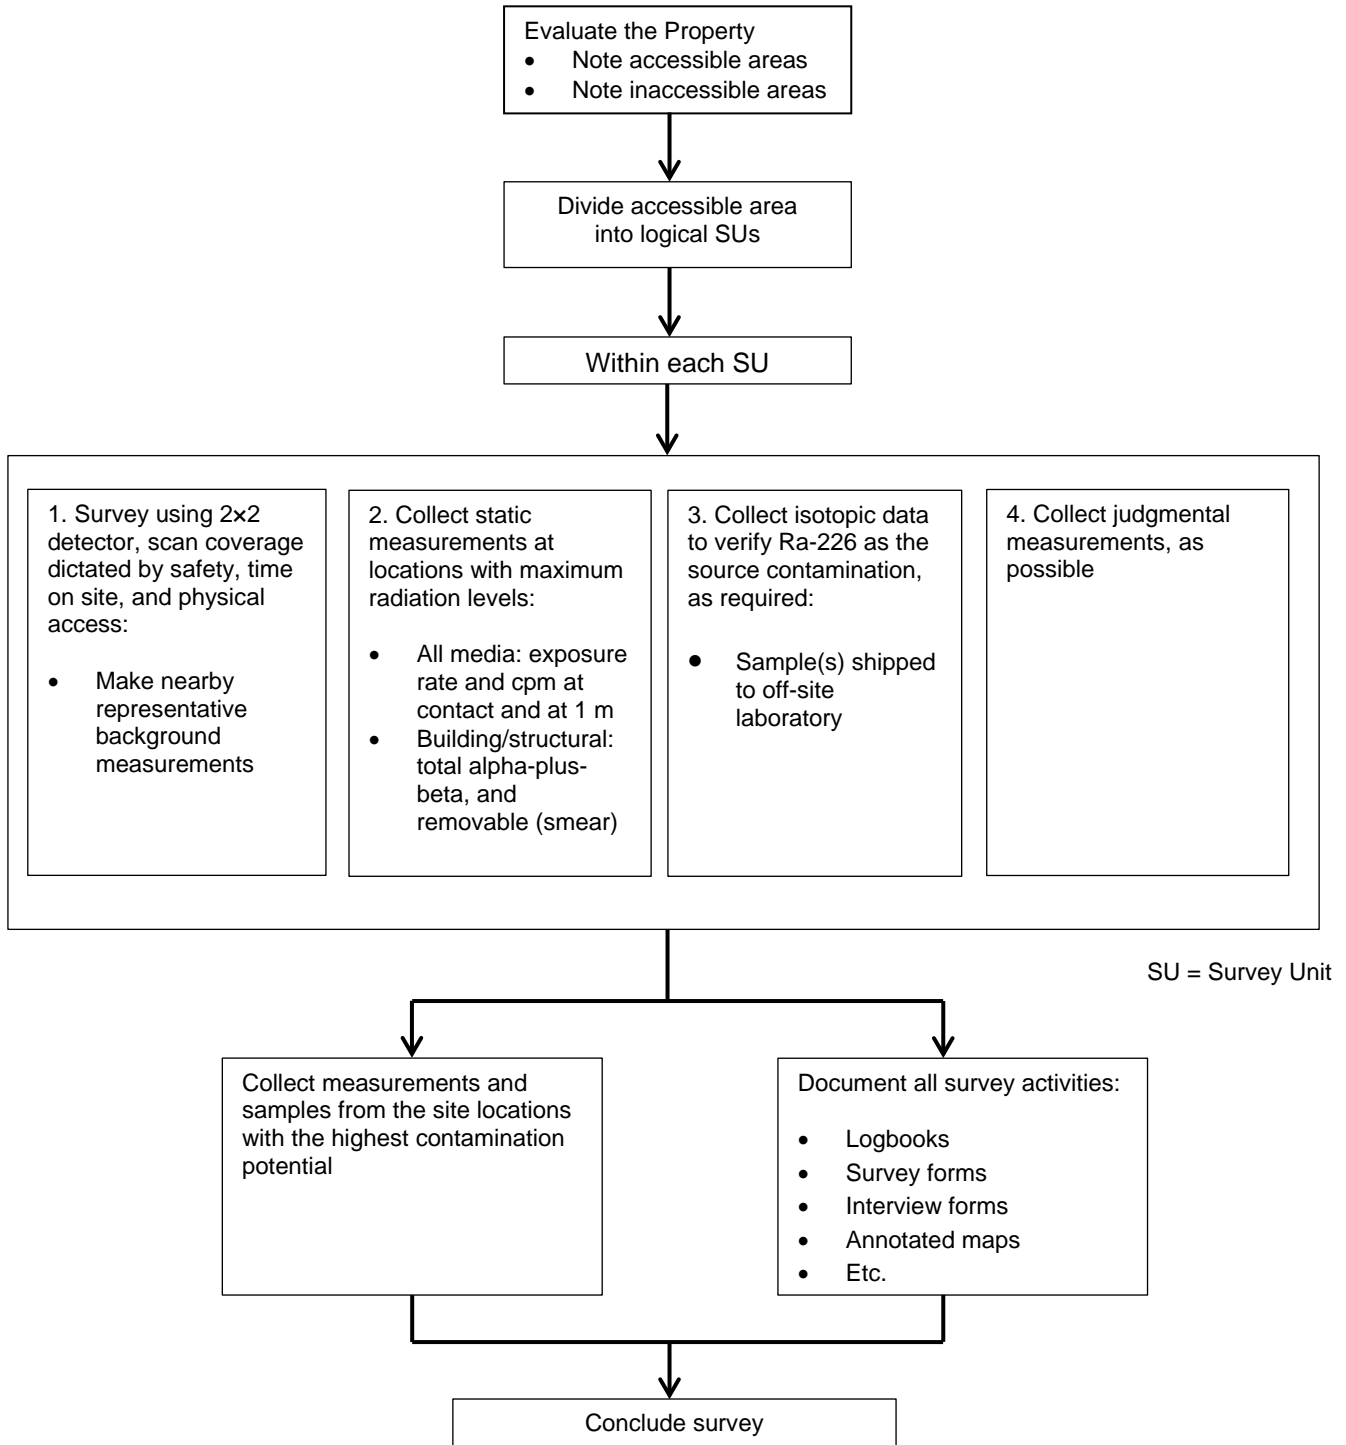 Evaluate the Property
• Note accessible areas
• Note inaccessible areas
Divide accessible area
into logical SUs
Within each SU
1. Survey using 2×2
detector, scan coverage
dictated by safety, time
on site, and physical
access:
• Make nearby
representative
background
measurements
2. Collect static
measurements at
locations with maximum
radiation levels:
• All media: exposure
rate and cpm at
contact and at 1 m
• Building/structural:
total alpha-plus-
beta, and
removable (smear)
3. Collect isotopic data
to verify Ra-226 as the
source contamination,
as required:
• Sample(s) shipped
to off-site
laboratory
4. Collect judgmental
measurements, as
possible
SU = Survey Unit
Collect measurements and
samples from the site locations
with the highest contamination
potential
Document all survey activities:
• Logbooks
• Survey forms
• Interview forms
• Annotated maps
• Etc.
Conclude survey